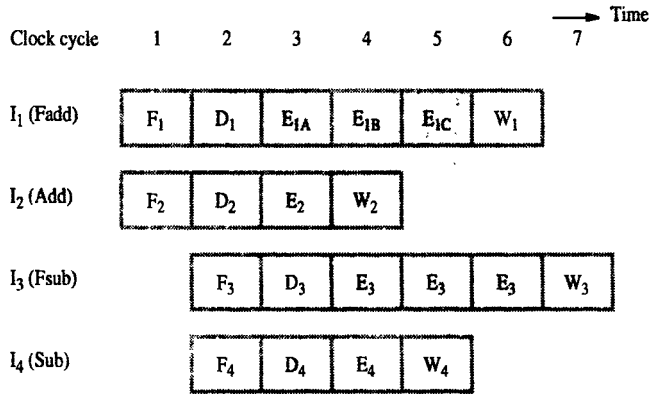 Time
Clock cycle 1 2 3 4 5 6 7
I₁ (Fadd) F₁ D₁ E₁A E₁B E₁C W₁
I₂ (Add) F₂ D₂ E₂ W₂
I₃ (Fsub) F₃ D₃ E₃ E₃ E₃ W₃
I₄ (Sub) F₄ D₄ E₄ W₄